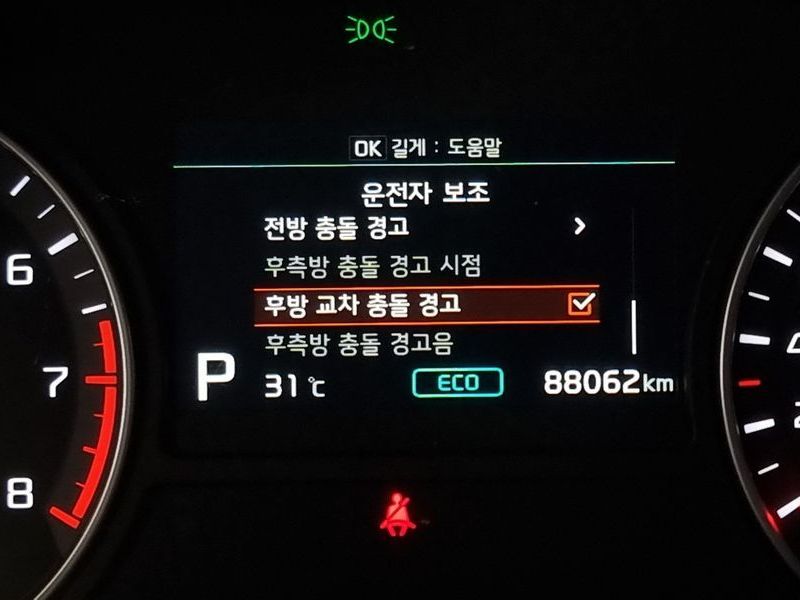 OK 길게 : 도움말
운전자 보조
전방 충돌 경고 >
후측방 충돌 경고 시점
후방 교차 충돌 경고
후측방 충돌 경고음
P 31℃ ECO 88062km
6
7
8